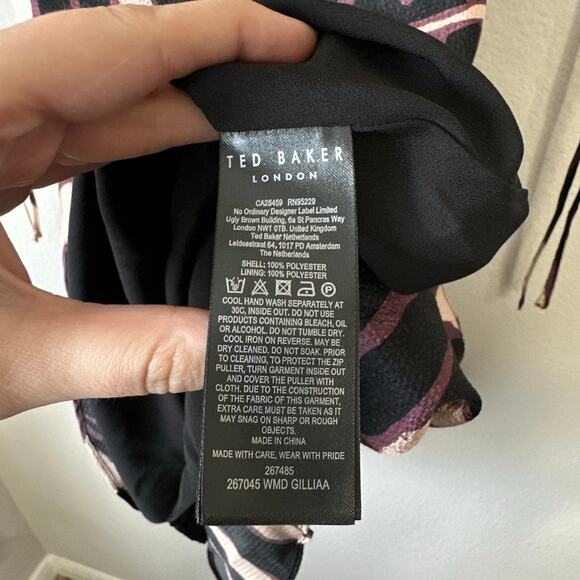 TED BAKER
LONDON
CA25459 RN95229
No Ordinary Designer Label Limited
Ugly Brown Building, 6a St Pancras Way
London NW1 0TB. United Kingdom
Ted Baker Netherlands
Leidsestraat 64, 1017 PD Amsterdam
The Netherlands
SHELL: 100% POLYESTER
LINING: 100% POLYESTER
COOL HAND WASH SEPARATELY AT
30C, INSIDE OUT. DO NOT USE
PRODUCTS CONTAINING BLEACH, OIL
OR ALCOHOL. DO NOT TUMBLE DRY.
COOL IRON ON REVERSE. MAY BE
DRY CLEANED. DO NOT SOAK. PRIOR
TO CLEANING, TO PROTECT THE ZIP
PULLER, TURN GARMENT INSIDE OUT
AND COVER THE PULLER WITH
CLOTH. DUE TO THE CONSTRUCTION
OF THE FABRIC OF THIS GARMENT,
EXTRA CARE MUST BE TAKEN AS IT
MAY SNAG ON SHARP OR ROUGH
OBJECTS.
MADE IN CHINA
MADE WITH CARE, WEAR WITH PRIDE
267485
267045 WMD GILLIAA